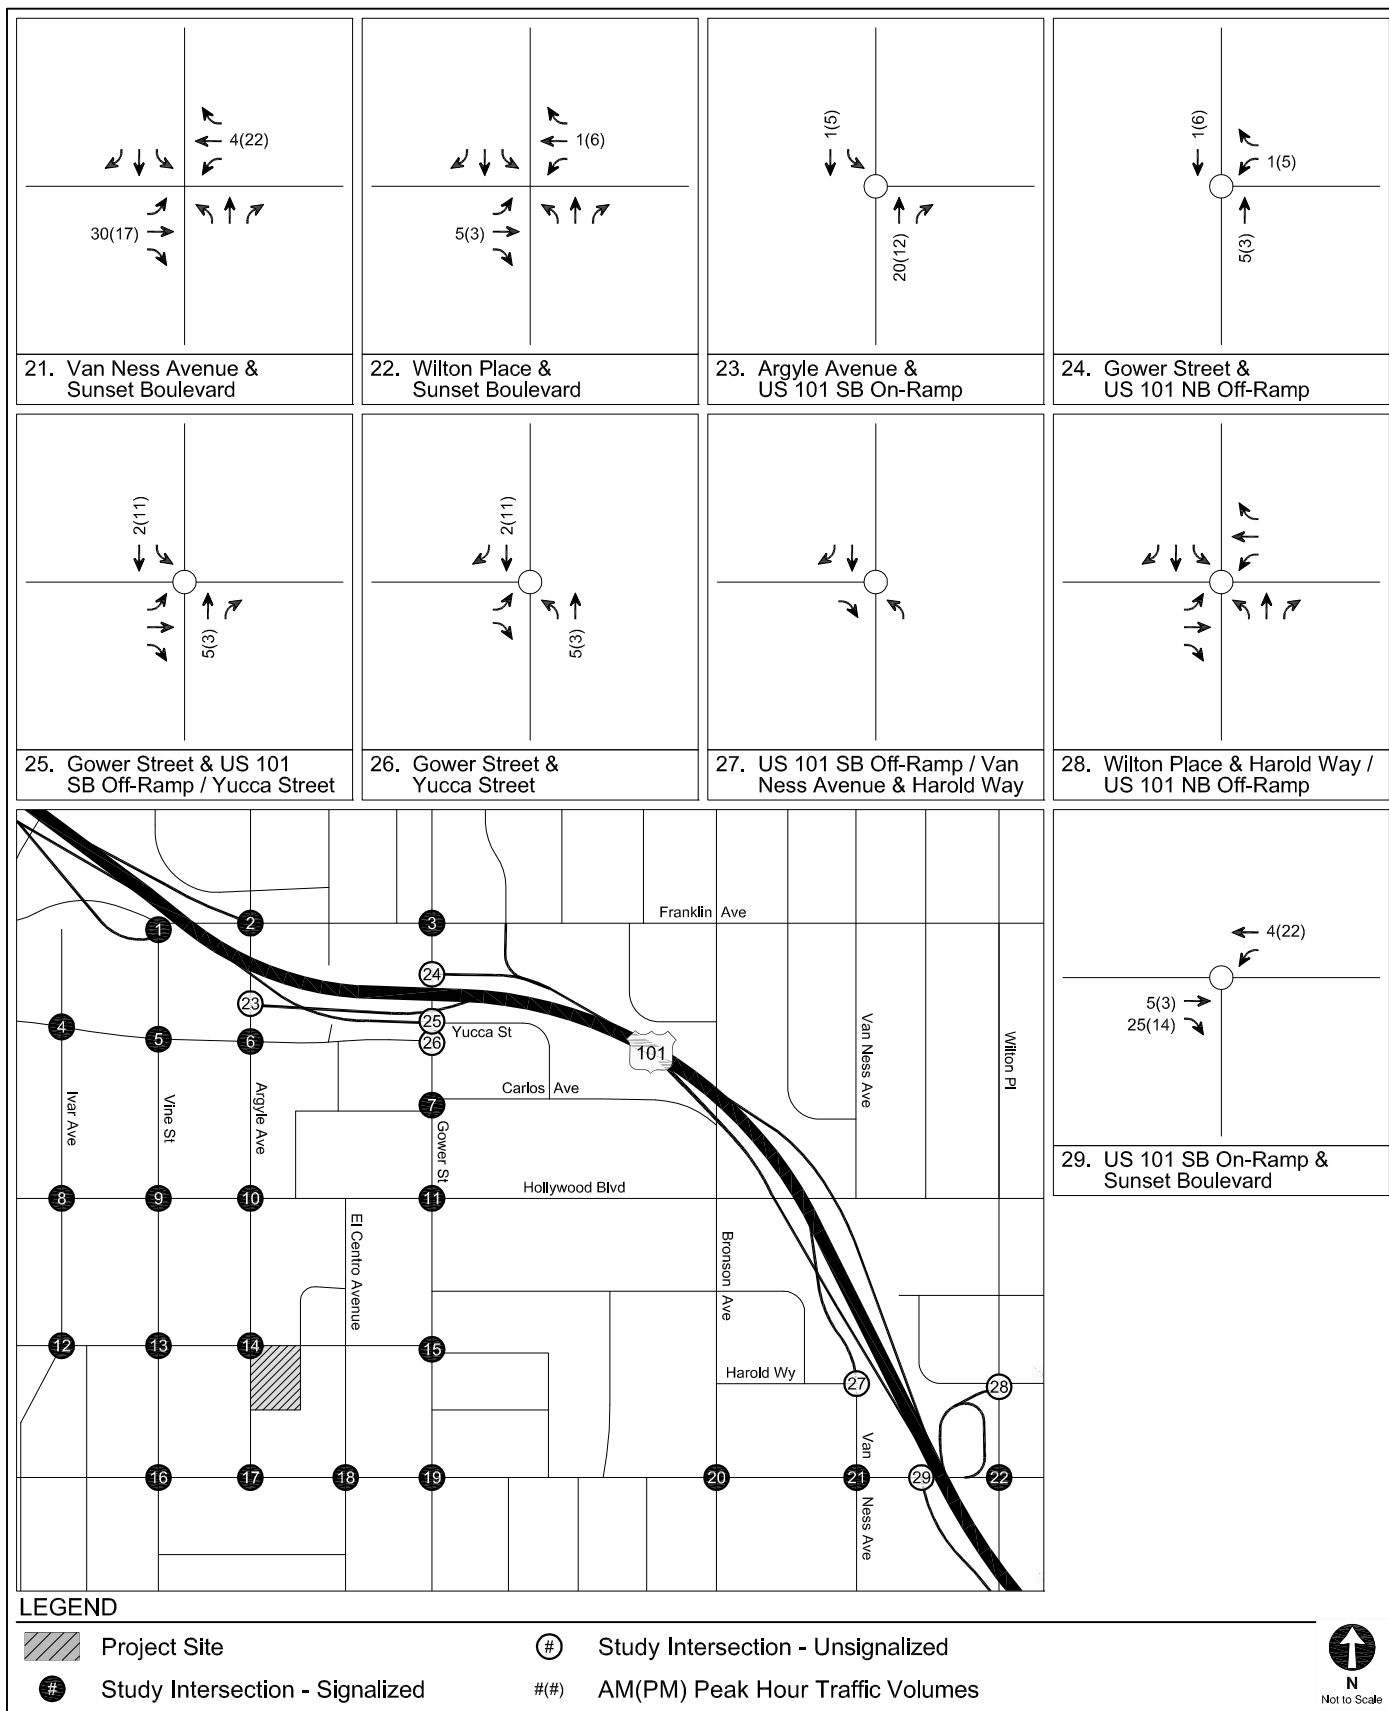 4(22)
30(17)
21. Van Ness Avenue &
Sunset Boulevard
1(6)
5(3)
22. Wilton Place &
Sunset Boulevard
1(5)
20(12)
23. Argyle Avenue &
US 101 SB On-Ramp
1(6)
1(5)
5(3)
24. Gower Street &
US 101 NB Off-Ramp
2(11)
5(3)
25. Gower Street & US 101
SB Off-Ramp / Yucca Street
2(11)
5(3)
26. Gower Street &
Yucca Street
27. US 101 SB Off-Ramp / Van
Ness Avenue & Harold Way
28. Wilton Place & Harold Way /
US 101 NB Off-Ramp
Franklin Ave
1
2
3
24
23
25
Yucca St
4
5
6
26
101
Van Ness Ave
Wilton Pl
Carlos Ave
7
Ivar Ave
Vine St
Argyle Ave
Gower St
8
9
10
11
Hollywood Blvd
El Centro Avenue
Bronson Ave
12
13
14
15
Harold Wy
27
28
16
17
18
19
20
21
29
22
Van Ness Ave
4(22)
5(3)
25(14)
29. US 101 SB On-Ramp &
Sunset Boulevard
LEGEND
Project Site
# Study Intersection - Unsignalized
# Study Intersection - Signalized
#(#) AM(PM) Peak Hour Traffic Volumes
N
Not to Scale